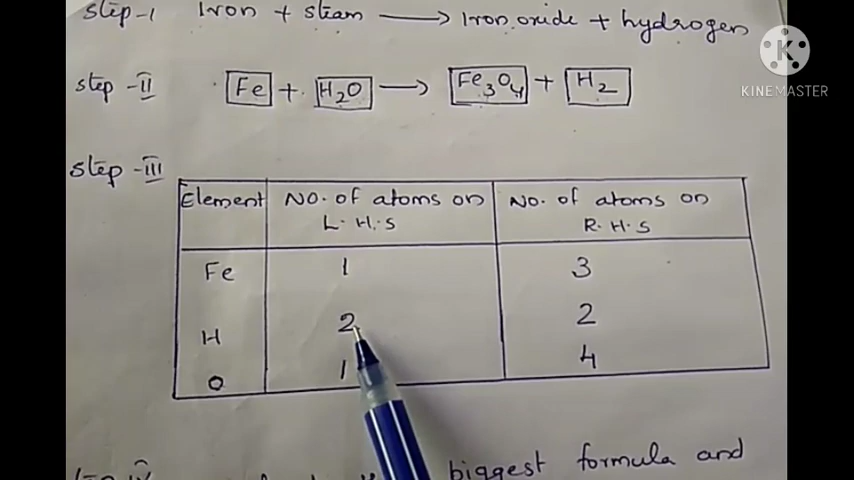 Step-I Iron + steam → Iron oxide + hydrogen
Step-II Fe + H₂O → Fe₃O₄ + H₂
KINEMASTER
Step-III
Element NO. of atoms on L.H.S NO. of atoms on R.H.S
Fe 1 3
H 2 2
O 1 4
biggest formula and